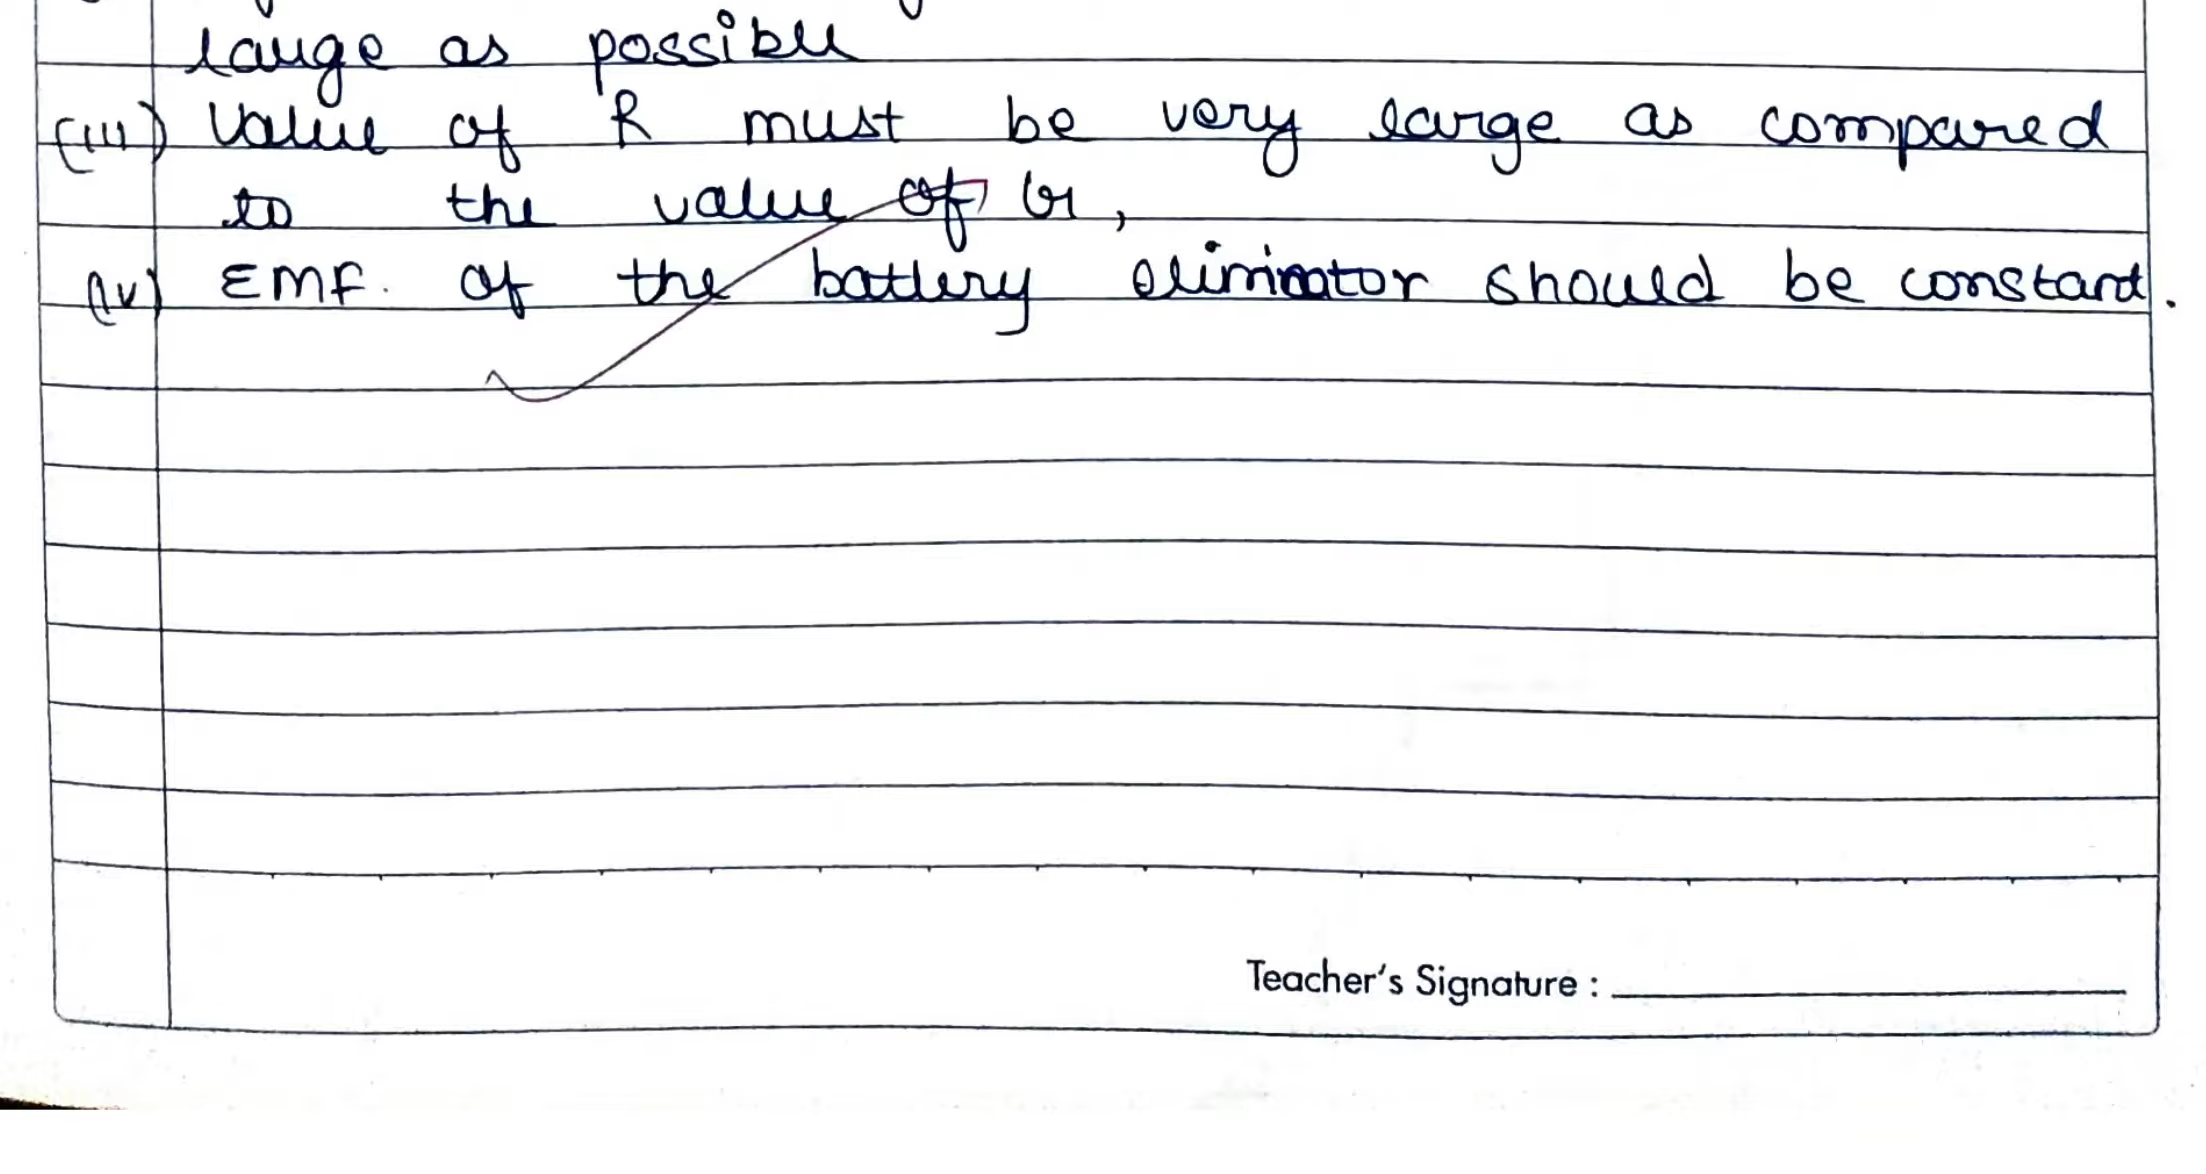 large as possible
(iii) Value of R must be very large as compared
to the value of G,
(iv) EMF. of the battery eliminator should be constant.
Teacher's Signature :